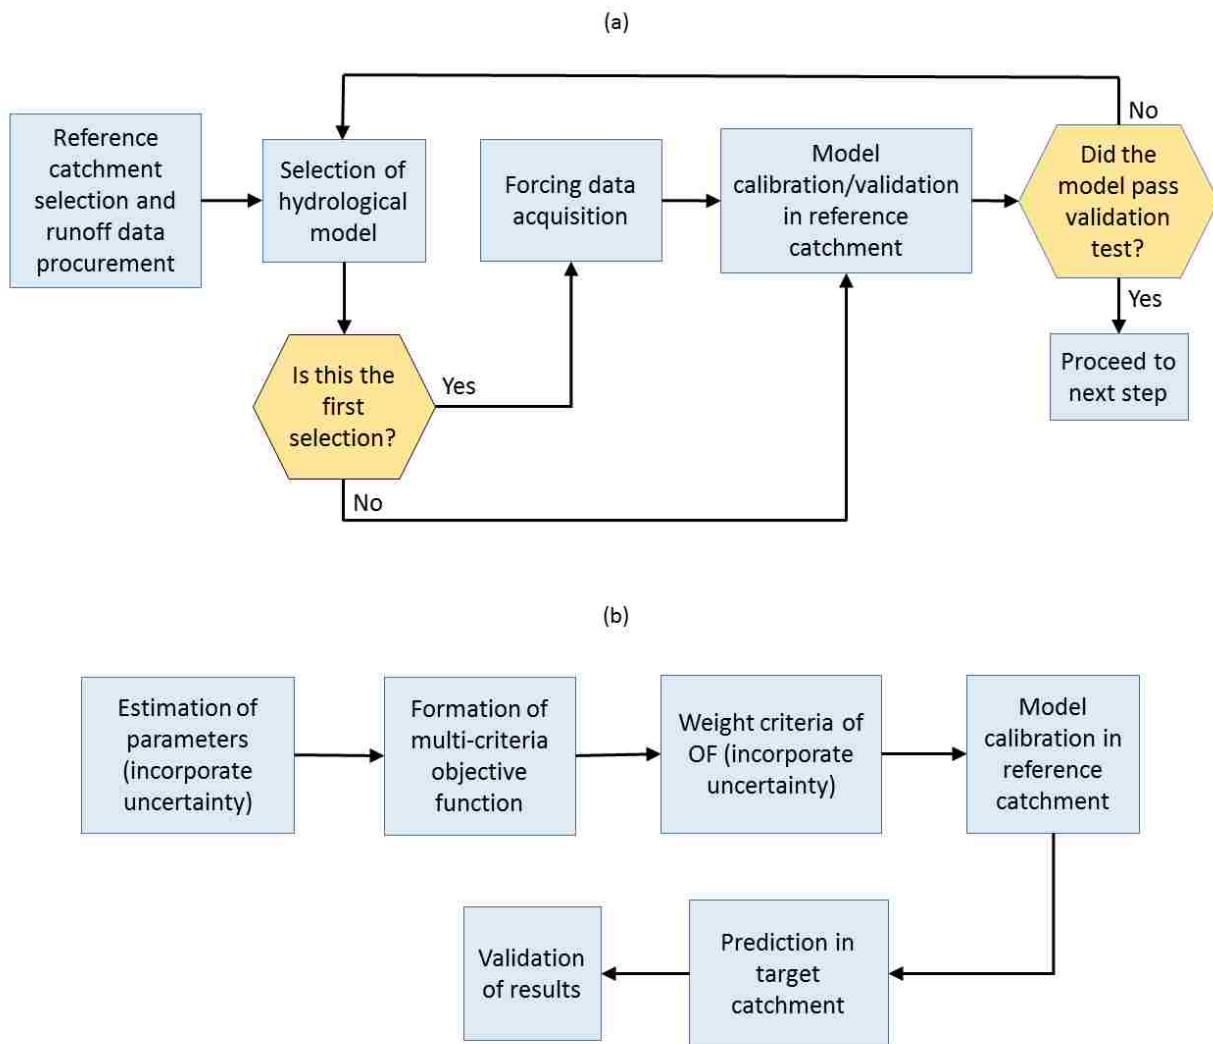 (a)
Reference
catchment
selection and
runoff data
procurement
Selection of
hydrological
model
Forcing data
acquisition
Model
calibration/validation
in reference
catchment
No
Did the
model pass
validation
test?
Yes
Proceed to
next step
Is this the
first
selection?
Yes
No
(b)
Estimation of
parameters
(incorporate
uncertainty)
Formation of
multi-criteria
objective
function
Weight criteria of
OF (incorporate
uncertainty)
Model
calibration in
reference
catchment
Prediction in
target
catchment
Validation
of results